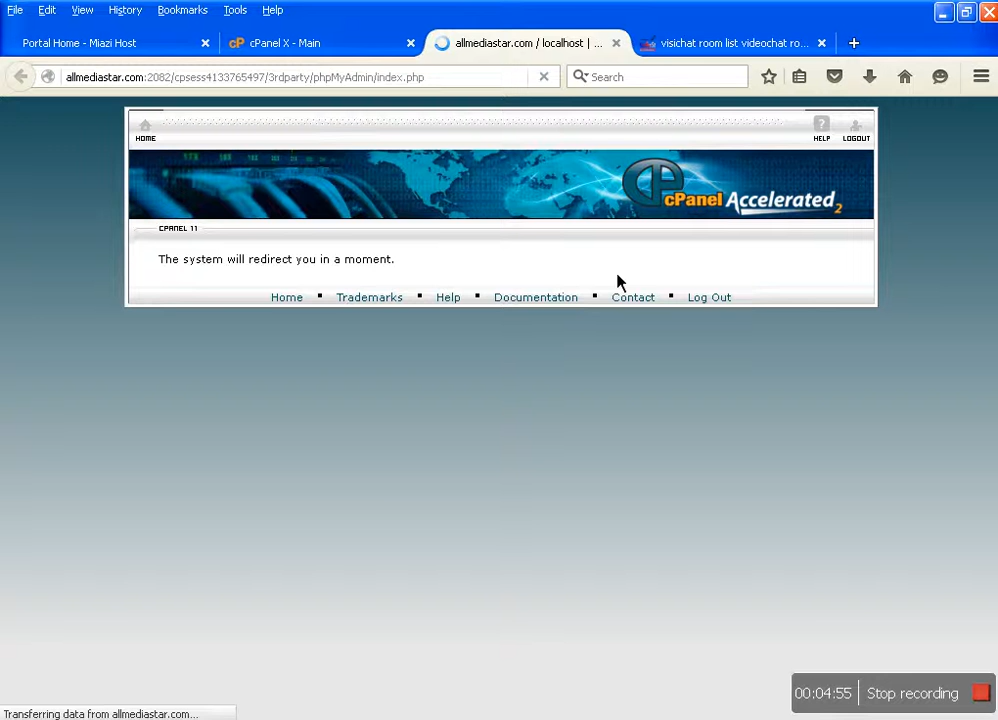 File Edit View History Bookmarks Tools Help
Portal Home - Miazi Host
cP cPanel X - Main
allmediastar.com / localhost | ...
visichat room list videochat ro...
allmediastar.com:2082/cpsess4133765497/3rdparty/phpMyAdmin/index.php
Search
HOME
HELP
LOGOUT
cPanel Accelerated2
CPANEL 11
The system will redirect you in a moment.
Home ▪ Trademarks ▪ Help ▪ Documentation ▪ Contact ▪ Log Out
00:04:55 Stop recording
Transferring data from allmediastar.com...